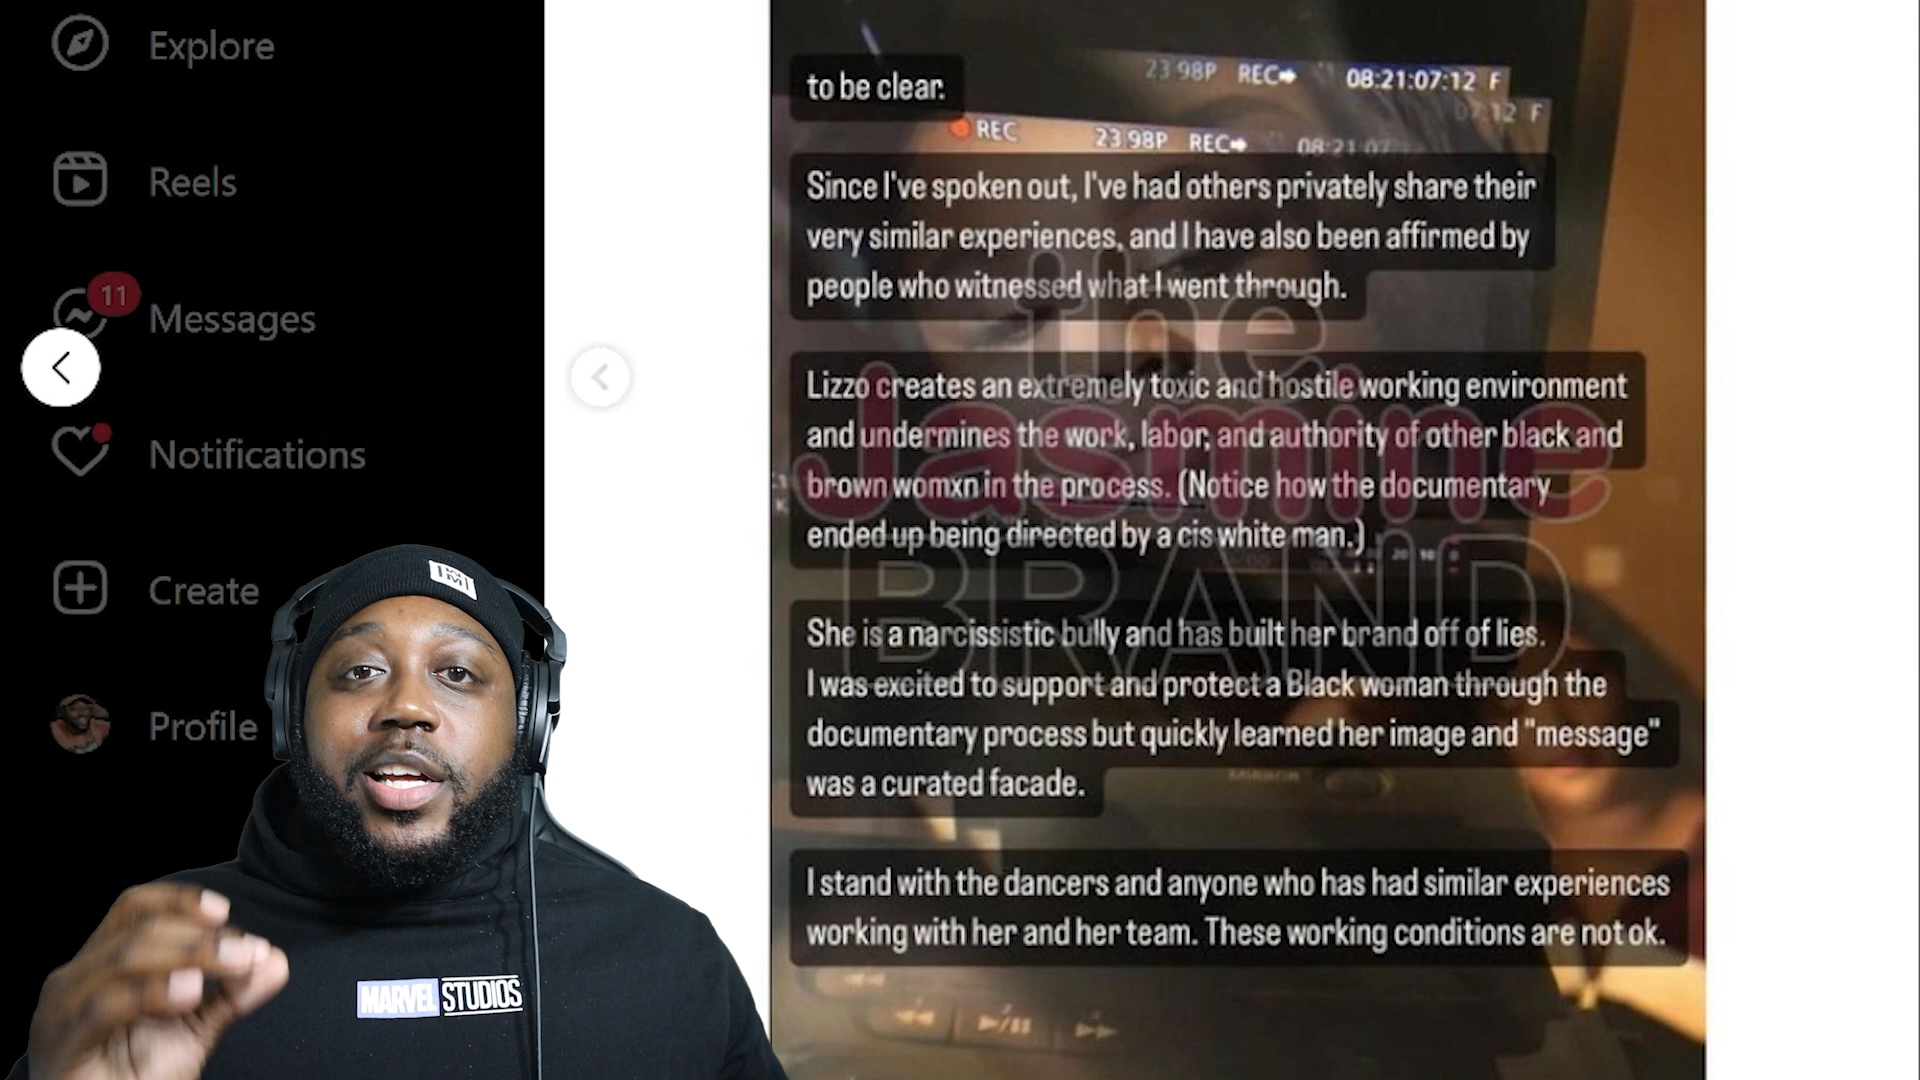 Explore
Reels
11
Messages
Notifications
Create
Profile
MARVEL STUDIOS
23.98P REC 08:21:07:12 F
to be clear.
07:12 F
REC 23.98P REC 08:21:07
Since I've spoken out, I've had others privately share their
very similar experiences, and I have also been affirmed by
people who witnessed what I went through.
the
Jasmine
BRAND
Lizzo creates an extremely toxic and hostile working environment
and undermines the work, labor, and authority of other black and
brown womxn in the process. (Notice how the documentary
ended up being directed by a cis white man.)
She is a narcissistic bully and has built her brand off of lies.
I was excited to support and protect a Black woman through the
documentary process but quickly learned her image and "message"
was a curated facade.
I stand with the dancers and anyone who has had similar experiences
working with her and her team. These working conditions are not ok.